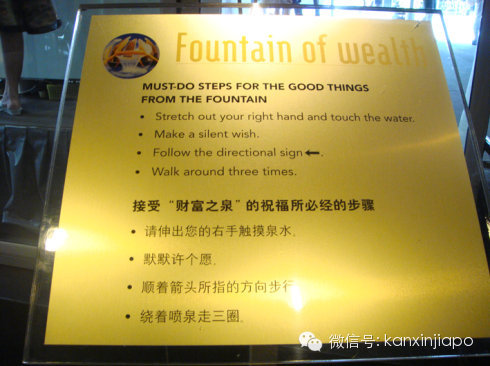 Fountain of wealth
MUST-DO STEPS FOR THE GOOD THINGS
FROM THE FOUNTAIN
• Stretch out your right hand and touch the water.
• Make a silent wish.
• Follow the directional sign ←.
• Walk around three times.
接受 “财富之泉” 的祝福所必经的步骤
• 请伸出您的右手触摸泉水.
• 默默许个愿.
• 顺着箭头所指的方向步行
• 绕着喷泉走三圈.
微信号: kanxinjiapo